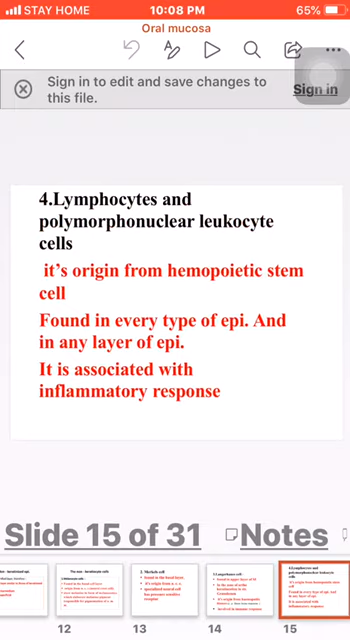 STAY HOME 10:08 PM 65%
Oral mucosa
Sign in to edit and save changes to
this file.
Sign in
4.Lymphocytes and
polymorphonuclear leukocyte
cells
it's origin from hemopoietic stem
cell
Found in every type of epi. And
in any layer of epi.
It is associated with
inflammatory response
Slide 15 of 31 Notes
12 13 14 15